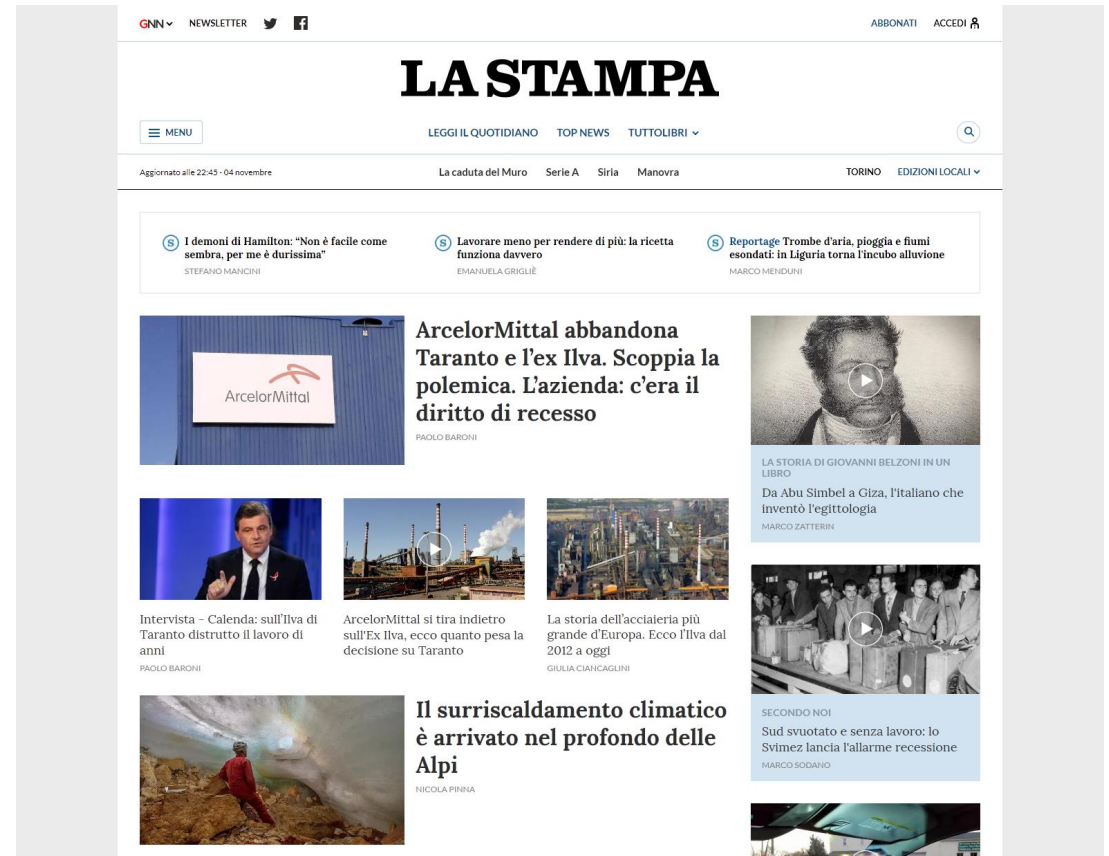 GNN NEWSLETTER
ABBONATI ACCEDI
LA STAMPA
MENU
LEGGI IL QUOTIDIANO TOP NEWS TUTTOLIBRI
Aggiornato alle 22:45 - 04 novembre
La caduta del Muro Serie A Siria Manovra
TORINO EDIZIONI LOCALI
S I demoni di Hamilton: “Non è facile come
sembra, per me è durissima”
STEFANO MANCINI
S Lavorare meno per rendere di più: la ricetta
funziona davvero
EMANUELA GRIGLIÈ
S Reportage Trombe d'aria, pioggia e fiumi
esondati: in Liguria torna l'incubo alluvione
MARCO MENDUNI
ArcelorMittal
ArcelorMittal abbandona
Taranto e l’ex Ilva. Scoppia la
polemica. L’azienda: c’era il
diritto di recesso
PAOLO BARONI
Intervista – Calenda: sull’Ilva di
Taranto distrutto il lavoro di
anni
PAOLO BARONI
ArcelorMittal si tira indietro
sull'Ex Ilva, ecco quanto pesa la
decisione su Taranto
La storia dell’acciaieria più
grande d’Europa. Ecco l’Ilva dal
2012 a oggi
GIULIA CIANCAGLINI
Il surriscaldamento climatico
è arrivato nel profondo delle
Alpi
NICOLA PINNA
LA STORIA DI GIOVANNI BELZONI IN UN
LIBRO
Da Abu Simbel a Giza, l'italiano che
inventò l'egittologia
MARCO ZATTERIN
SECONDO NOI
Sud svuotato e senza lavoro: lo
Svimez lancia l'allarme recessione
MARCO SODANO